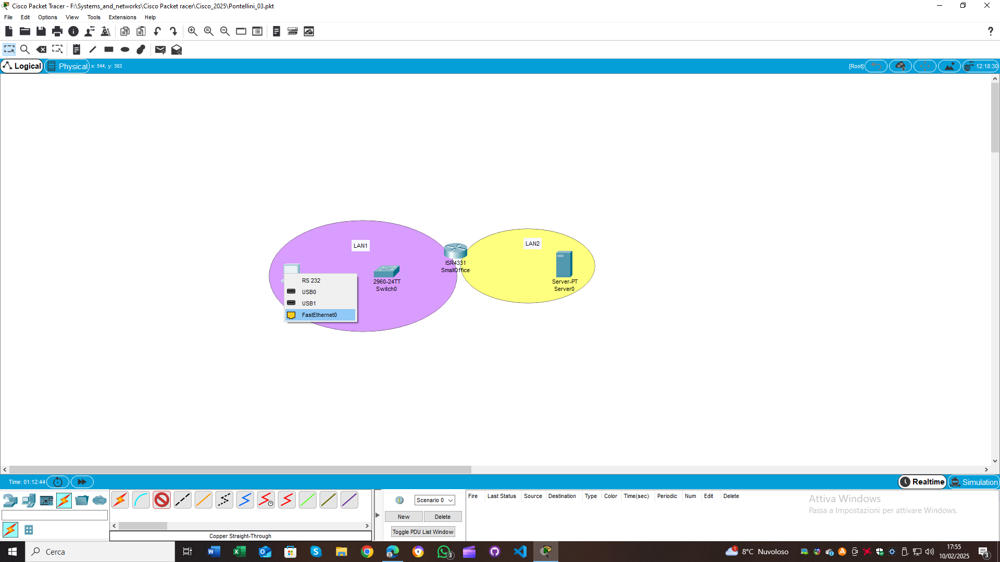 Cisco Packet Tracer - F:\Systems_and_networks\Cisco Packet racer\Cisco_2025\Pontellini_03.pkt
File Edit Options View Tools Extensions Help
?
Logical Physical x: 544, y: 383 [Root] 12:18:30
LAN1
LAN2
ISR4331
SmallOffice
2960-24TT
Switch0
Server-PT
Server0
RS 232
USB0
USB1
FastEthernet0
Time: 01:12:44 Realtime Simulation
Scenario 0
New Delete
Toggle PDU List Window
Fire Last Status Source Destination Type Color Time(sec) Periodic Num Edit Delete
Attiva Windows
Passa a Impostazioni per attivare Windows.
Copper Straight-Through
Cerca
3
1
8°C Nuvoloso
17:55
10/02/2025
3